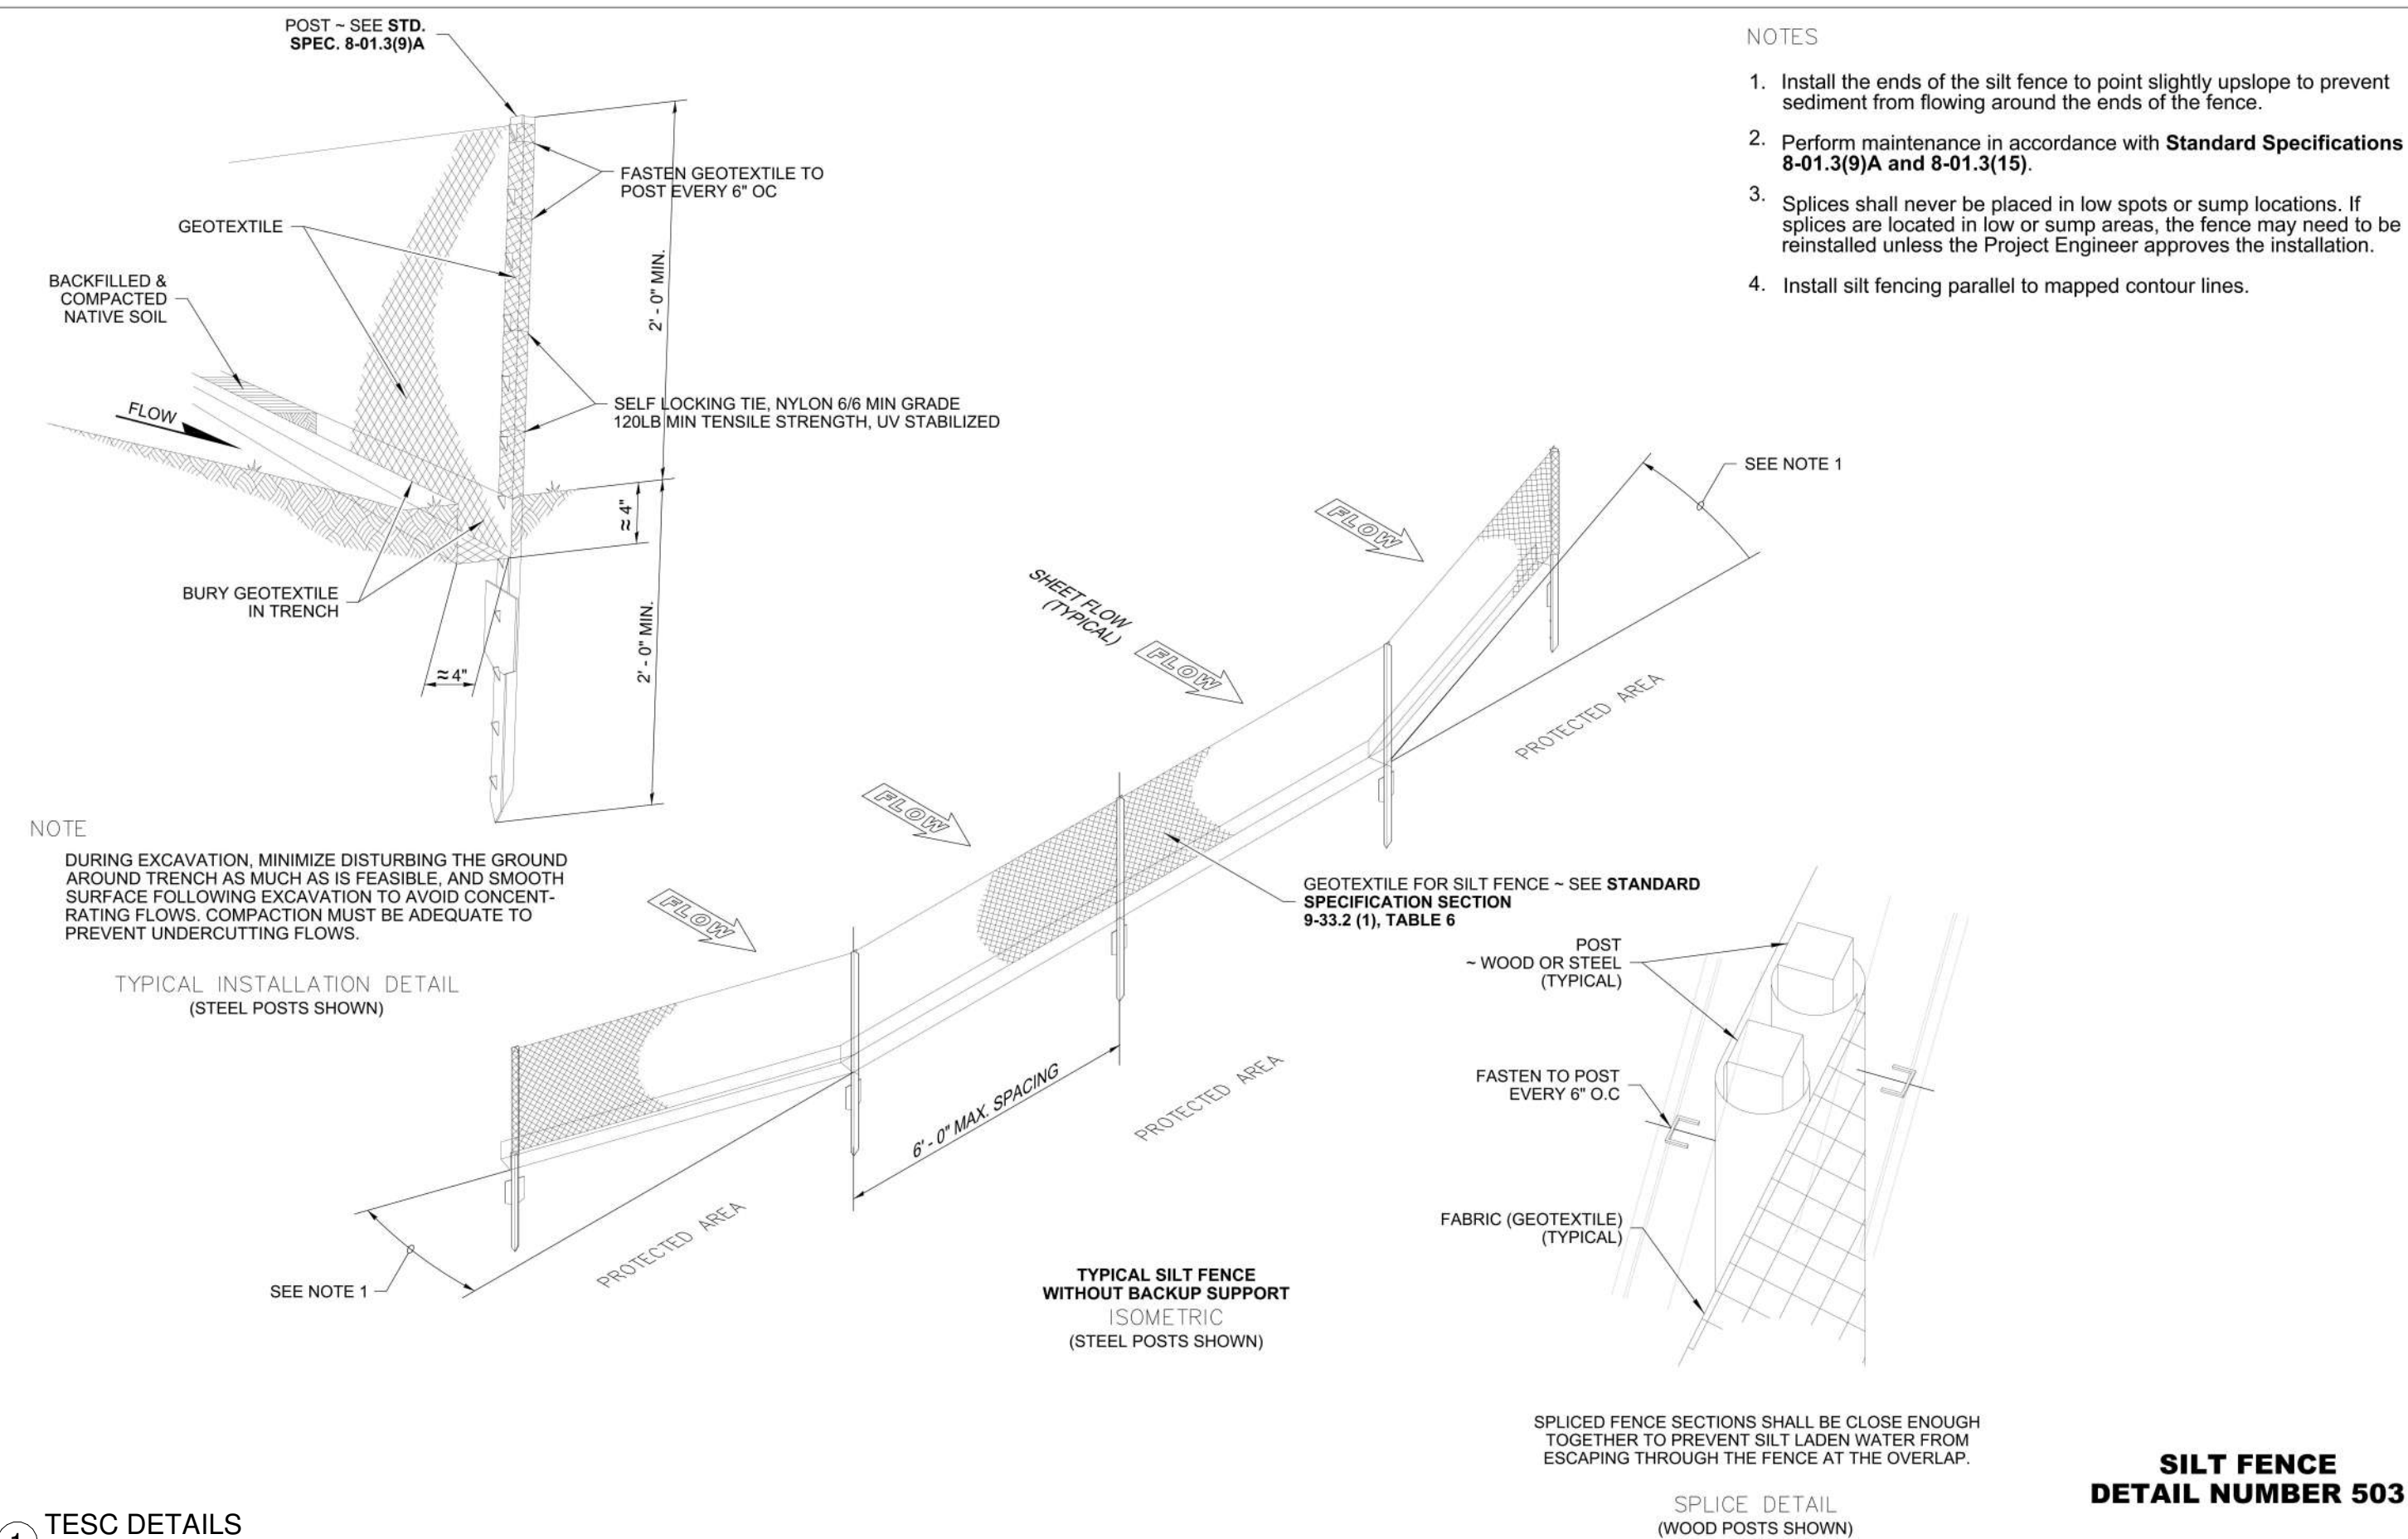 POST ~ SEE STD.
SPEC. 8-01.3(9)A
FASTEN GEOTEXTILE TO
POST EVERY 6" OC
GEOTEXTILE
2' - 0" MIN.
BACKFILLED &
COMPACTED
NATIVE SOIL
FLOW
SELF LOCKING TIE, NYLON 6/6 MIN GRADE
120LB MIN TENSILE STRENGTH, UV STABILIZED
≈ 4"
BURY GEOTEXTILE
IN TRENCH
≈ 4"
2' - 0" MIN.
NOTE
DURING EXCAVATION, MINIMIZE DISTURBING THE GROUND
AROUND TRENCH AS MUCH AS IS FEASIBLE, AND SMOOTH
SURFACE FOLLOWING EXCAVATION TO AVOID CONCENT-
RATING FLOWS. COMPACTION MUST BE ADEQUATE TO
PREVENT UNDERCUTTING FLOWS.
TYPICAL INSTALLATION DETAIL
(STEEL POSTS SHOWN)
NOTES
1. Install the ends of the silt fence to point slightly upslope to prevent
sediment from flowing around the ends of the fence.
2. Perform maintenance in accordance with Standard Specifications
8-01.3(9)A and 8-01.3(15).
3. Splices shall never be placed in low spots or sump locations. If
splices are located in low or sump areas, the fence may need to be
reinstalled unless the Project Engineer approves the installation.
4. Install silt fencing parallel to mapped contour lines.
SEE NOTE 1
FLOW
SHEET FLOW
(TYPICAL)
FLOW
PROTECTED AREA
FLOW
GEOTEXTILE FOR SILT FENCE ~ SEE STANDARD
SPECIFICATION SECTION
9-33.2 (1), TABLE 6
FLOW
6' - 0" MAX. SPACING
PROTECTED AREA
PROTECTED AREA
SEE NOTE 1
TYPICAL SILT FENCE
WITHOUT BACKUP SUPPORT
ISOMETRIC
(STEEL POSTS SHOWN)
POST
~ WOOD OR STEEL
(TYPICAL)
FASTEN TO POST
EVERY 6" O.C
FABRIC (GEOTEXTILE)
(TYPICAL)
SPLICED FENCE SECTIONS SHALL BE CLOSE ENOUGH
TOGETHER TO PREVENT SILT LADEN WATER FROM
ESCAPING THROUGH THE FENCE AT THE OVERLAP.
SPLICE DETAIL
(WOOD POSTS SHOWN)
SILT FENCE
DETAIL NUMBER 503
1 TESC DETAILS